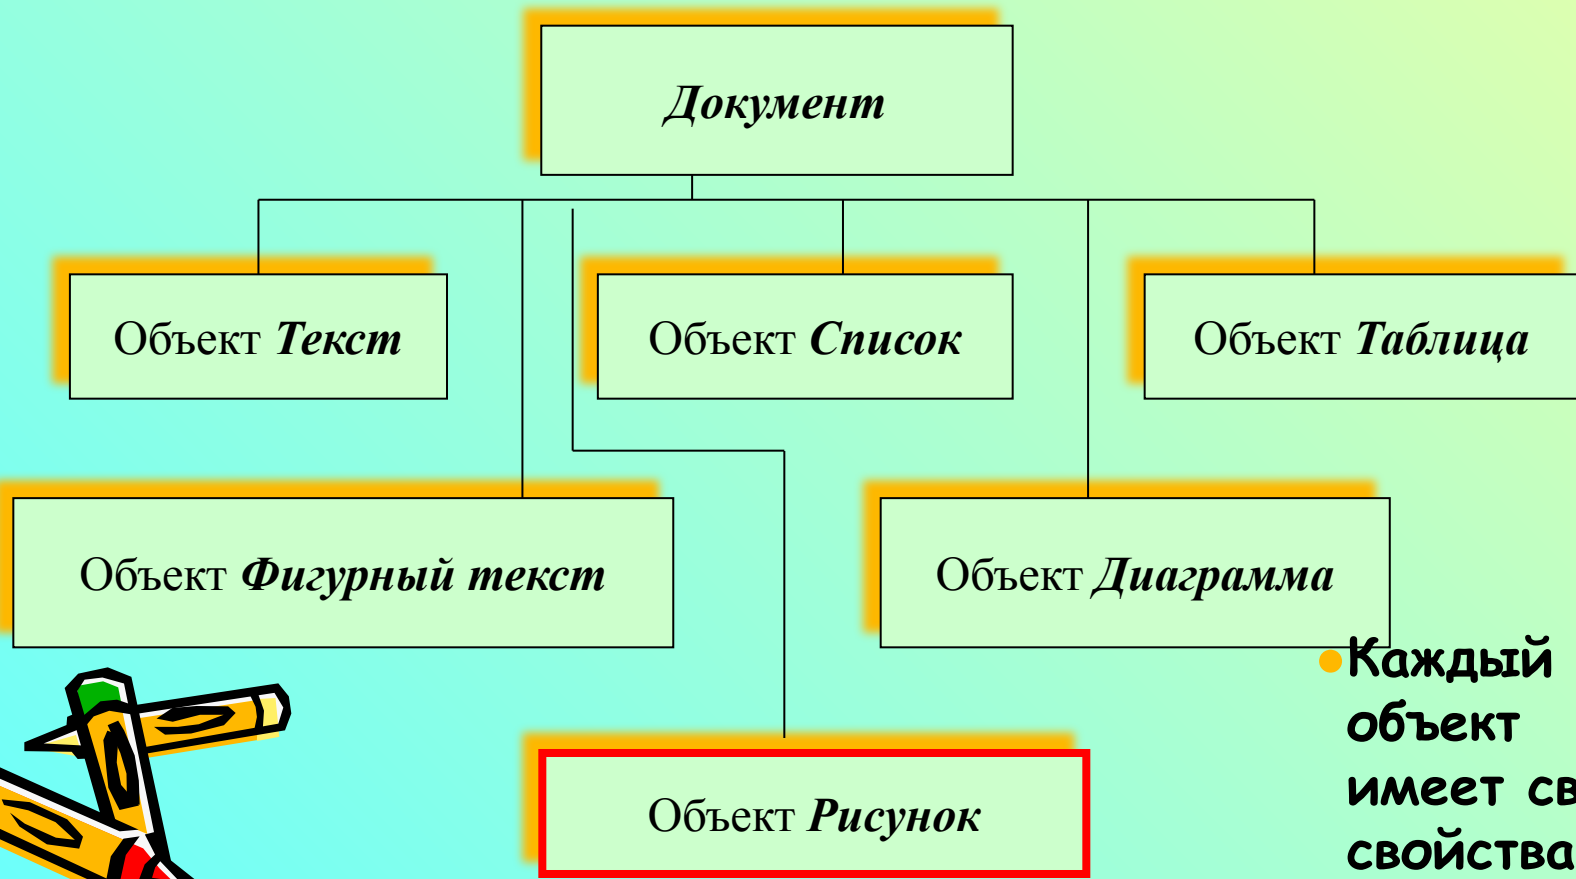 Документ
Объект Текст
Объект Список
Объект Таблица
Объект Фигурный текст
Объект Диаграмма
Объект Рисунок
Каждый
объект
имеет
свойства